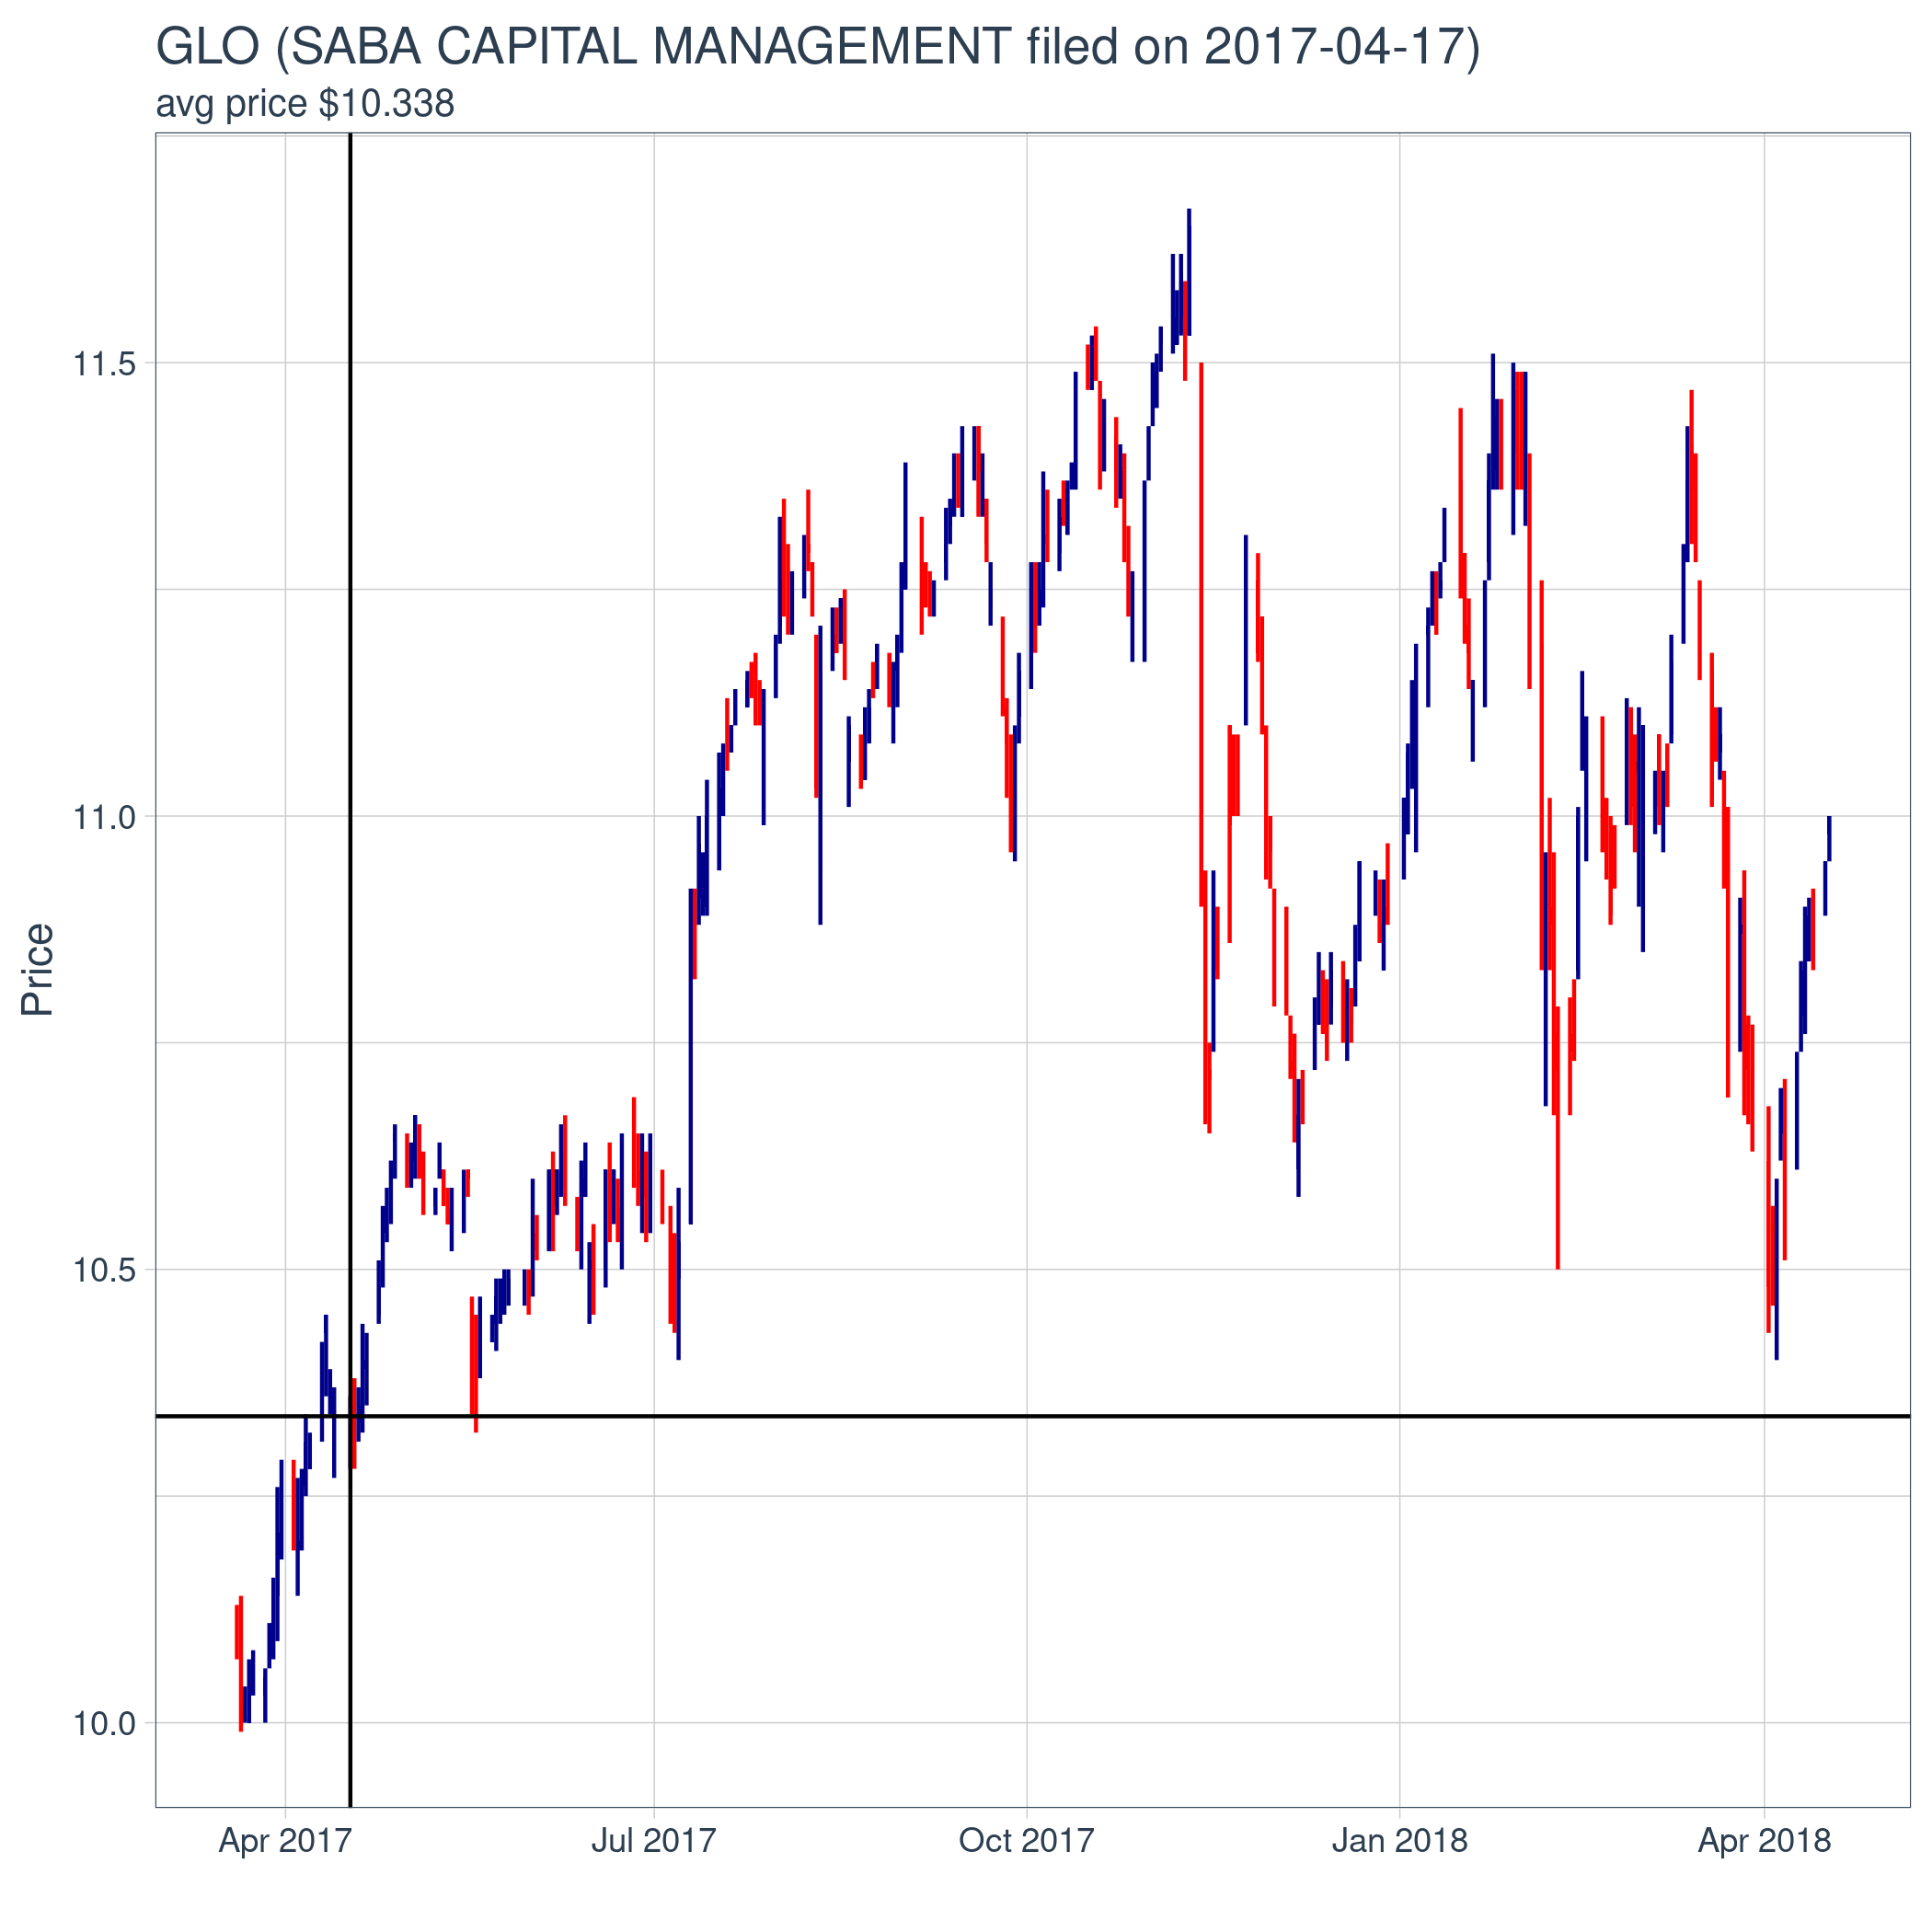 GLO (SABA CAPITAL MANAGEMENT filed on 2017-04-17)
avg price $10.338
11.5
11.0
10.5
10.0
Price
Apr 2017
Jul 2017
Oct 2017
Jan 2018
Apr 2018